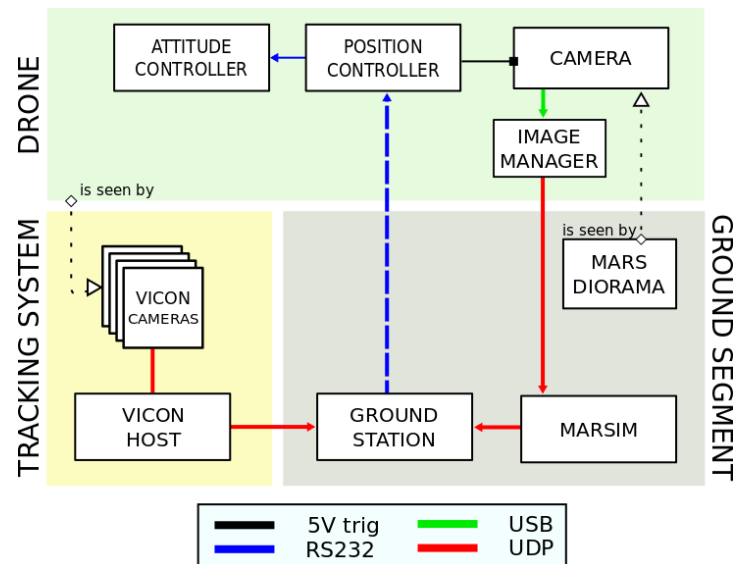 DRONE
ATTITUDE
CONTROLLER
POSITION
CONTROLLER
CAMERA
IMAGE
MANAGER
is seen by
TRACKING SYSTEM
VICON
CAMERAS
VICON
HOST
GROUND SEGMENT
is seen by
MARS
DIORAMA
GROUND
STATION
MARSIM
5V trig
USB
RS232
UDP